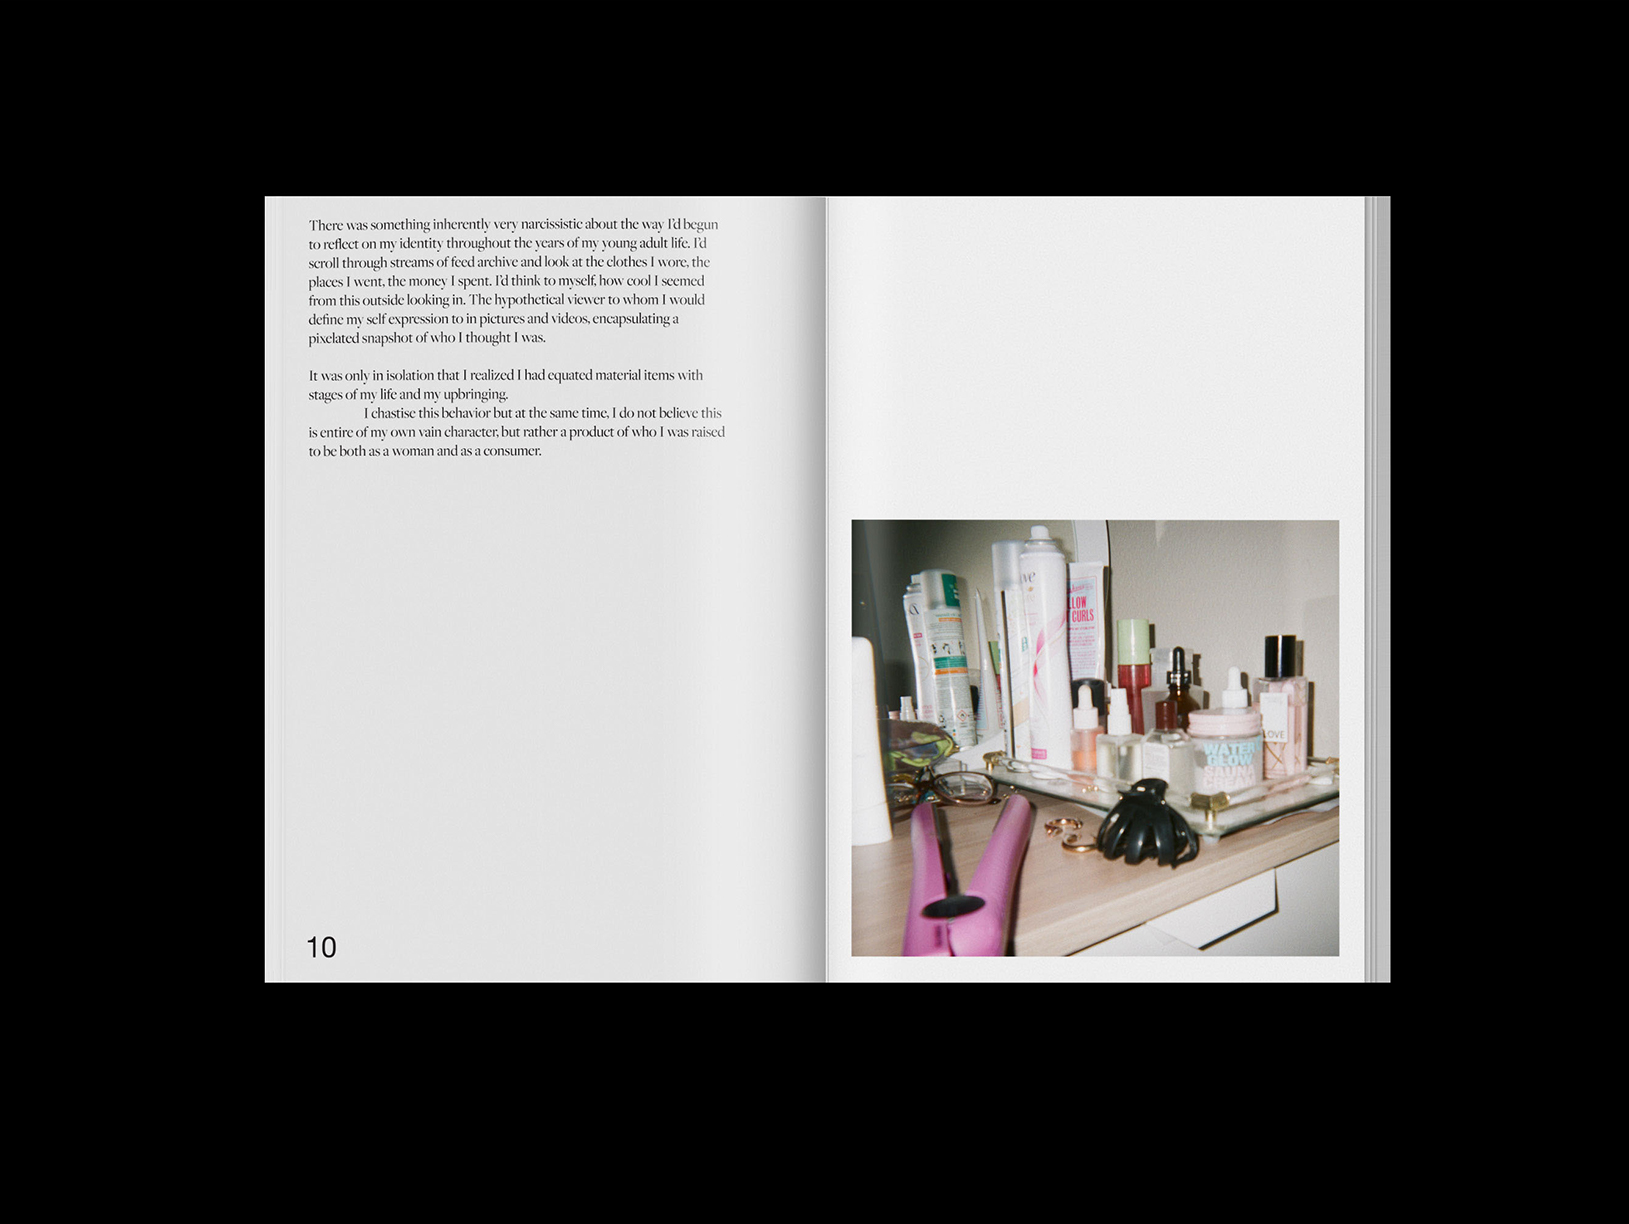 There was something inherently very narcissistic about the way I'd begun
to reflect on my identity throughout the years of my young adult life. I'd
scroll through streams of feed archive and look at the clothes I wore, the
places I went, the money I spent. I'd think to myself, how cool I seemed
from this outside looking in. The hypothetical viewer to whom I would
define my self expression to in pictures and videos, encapsulating a
pixelated snapshot of who I thought I was.
It was only in isolation that I realized I had equated material items with
stages of my life and my upbringing.
I chastise this behavior but at the same time, I do not believe this
is entire of my own vain character, but rather a product of who I was raised
to be both as a woman and as a consumer.
10
LLOW
CURLS
LOVE
WATER
GLOW
SAUNA
CREAM